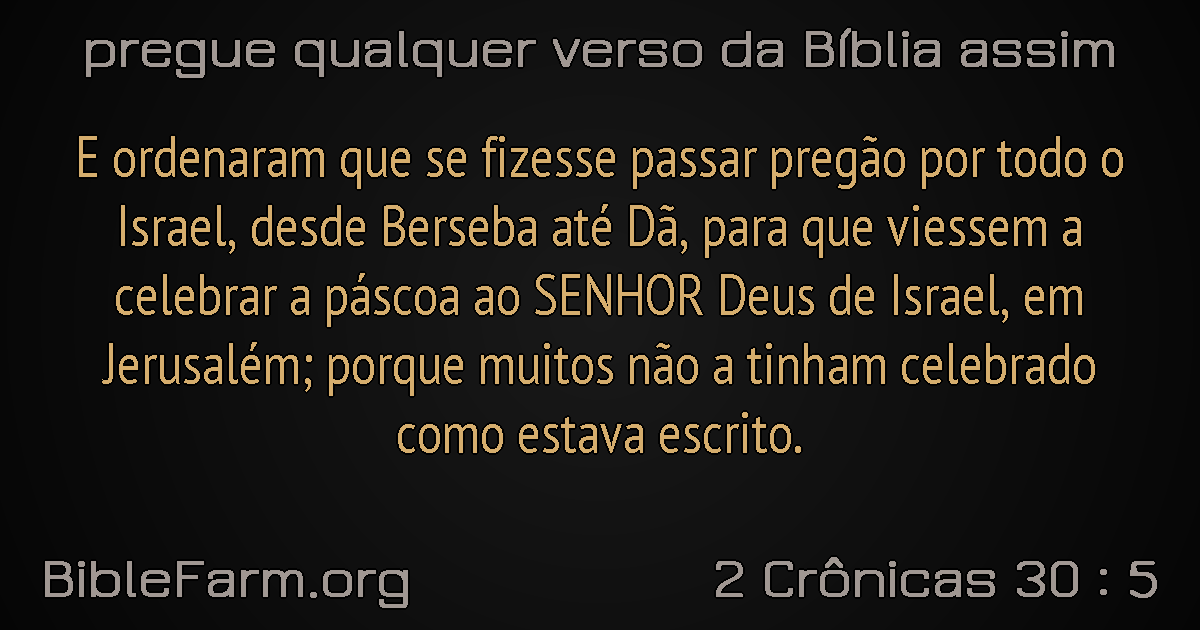 pregue qualquer verso da Bíblia assim
E ordenaram que se fizesse passar pregão por todo o
Israel, desde Berseba até Dã, para que viessem a
celebrar a páscoa ao SENHOR Deus de Israel, em
Jerusalém; porque muitos não a tinham celebrado
como estava escrito.
BibleFarm.org
2 Crônicas 30 : 5